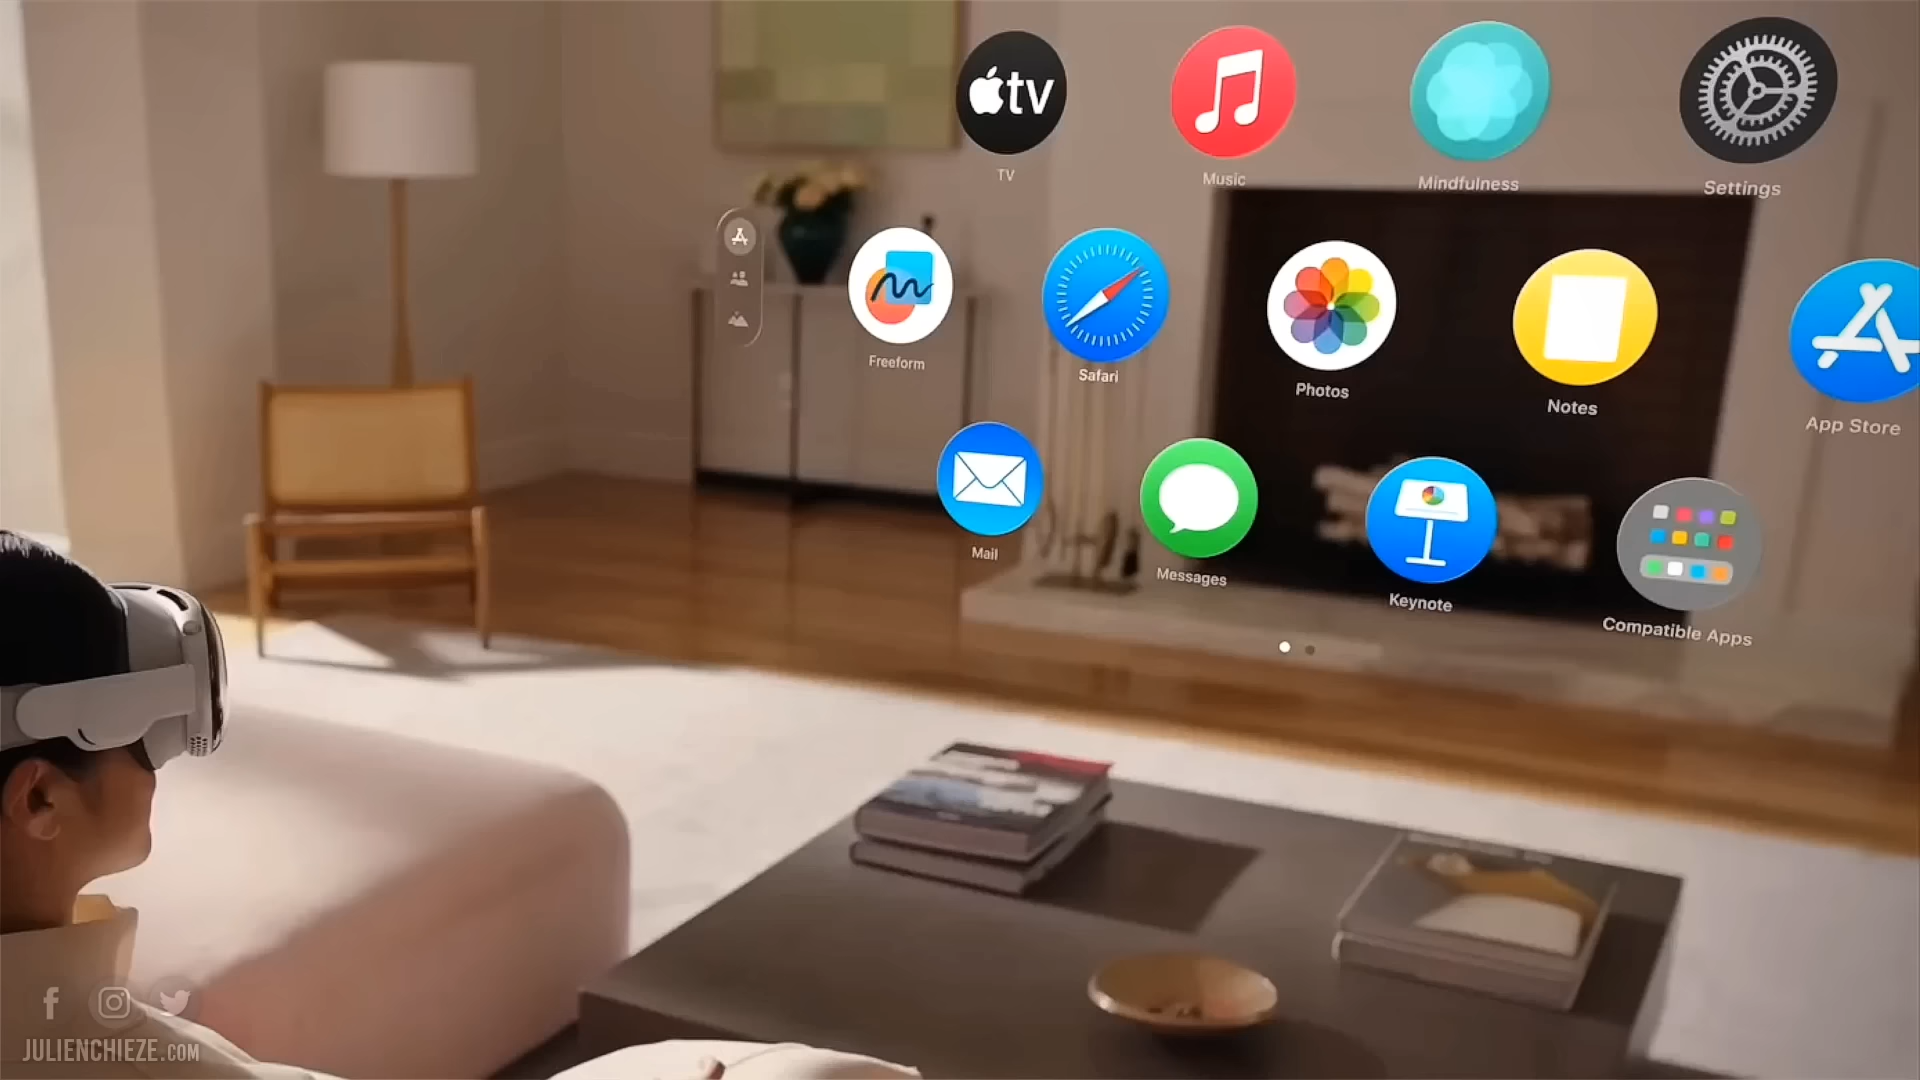 tv
TV
Music
Mindfulness
Settings
Freeform
Safari
Photos
Notes
App Store
Mail
Messages
Keynote
Compatible Apps
f
JULIENCHIEZE.COM